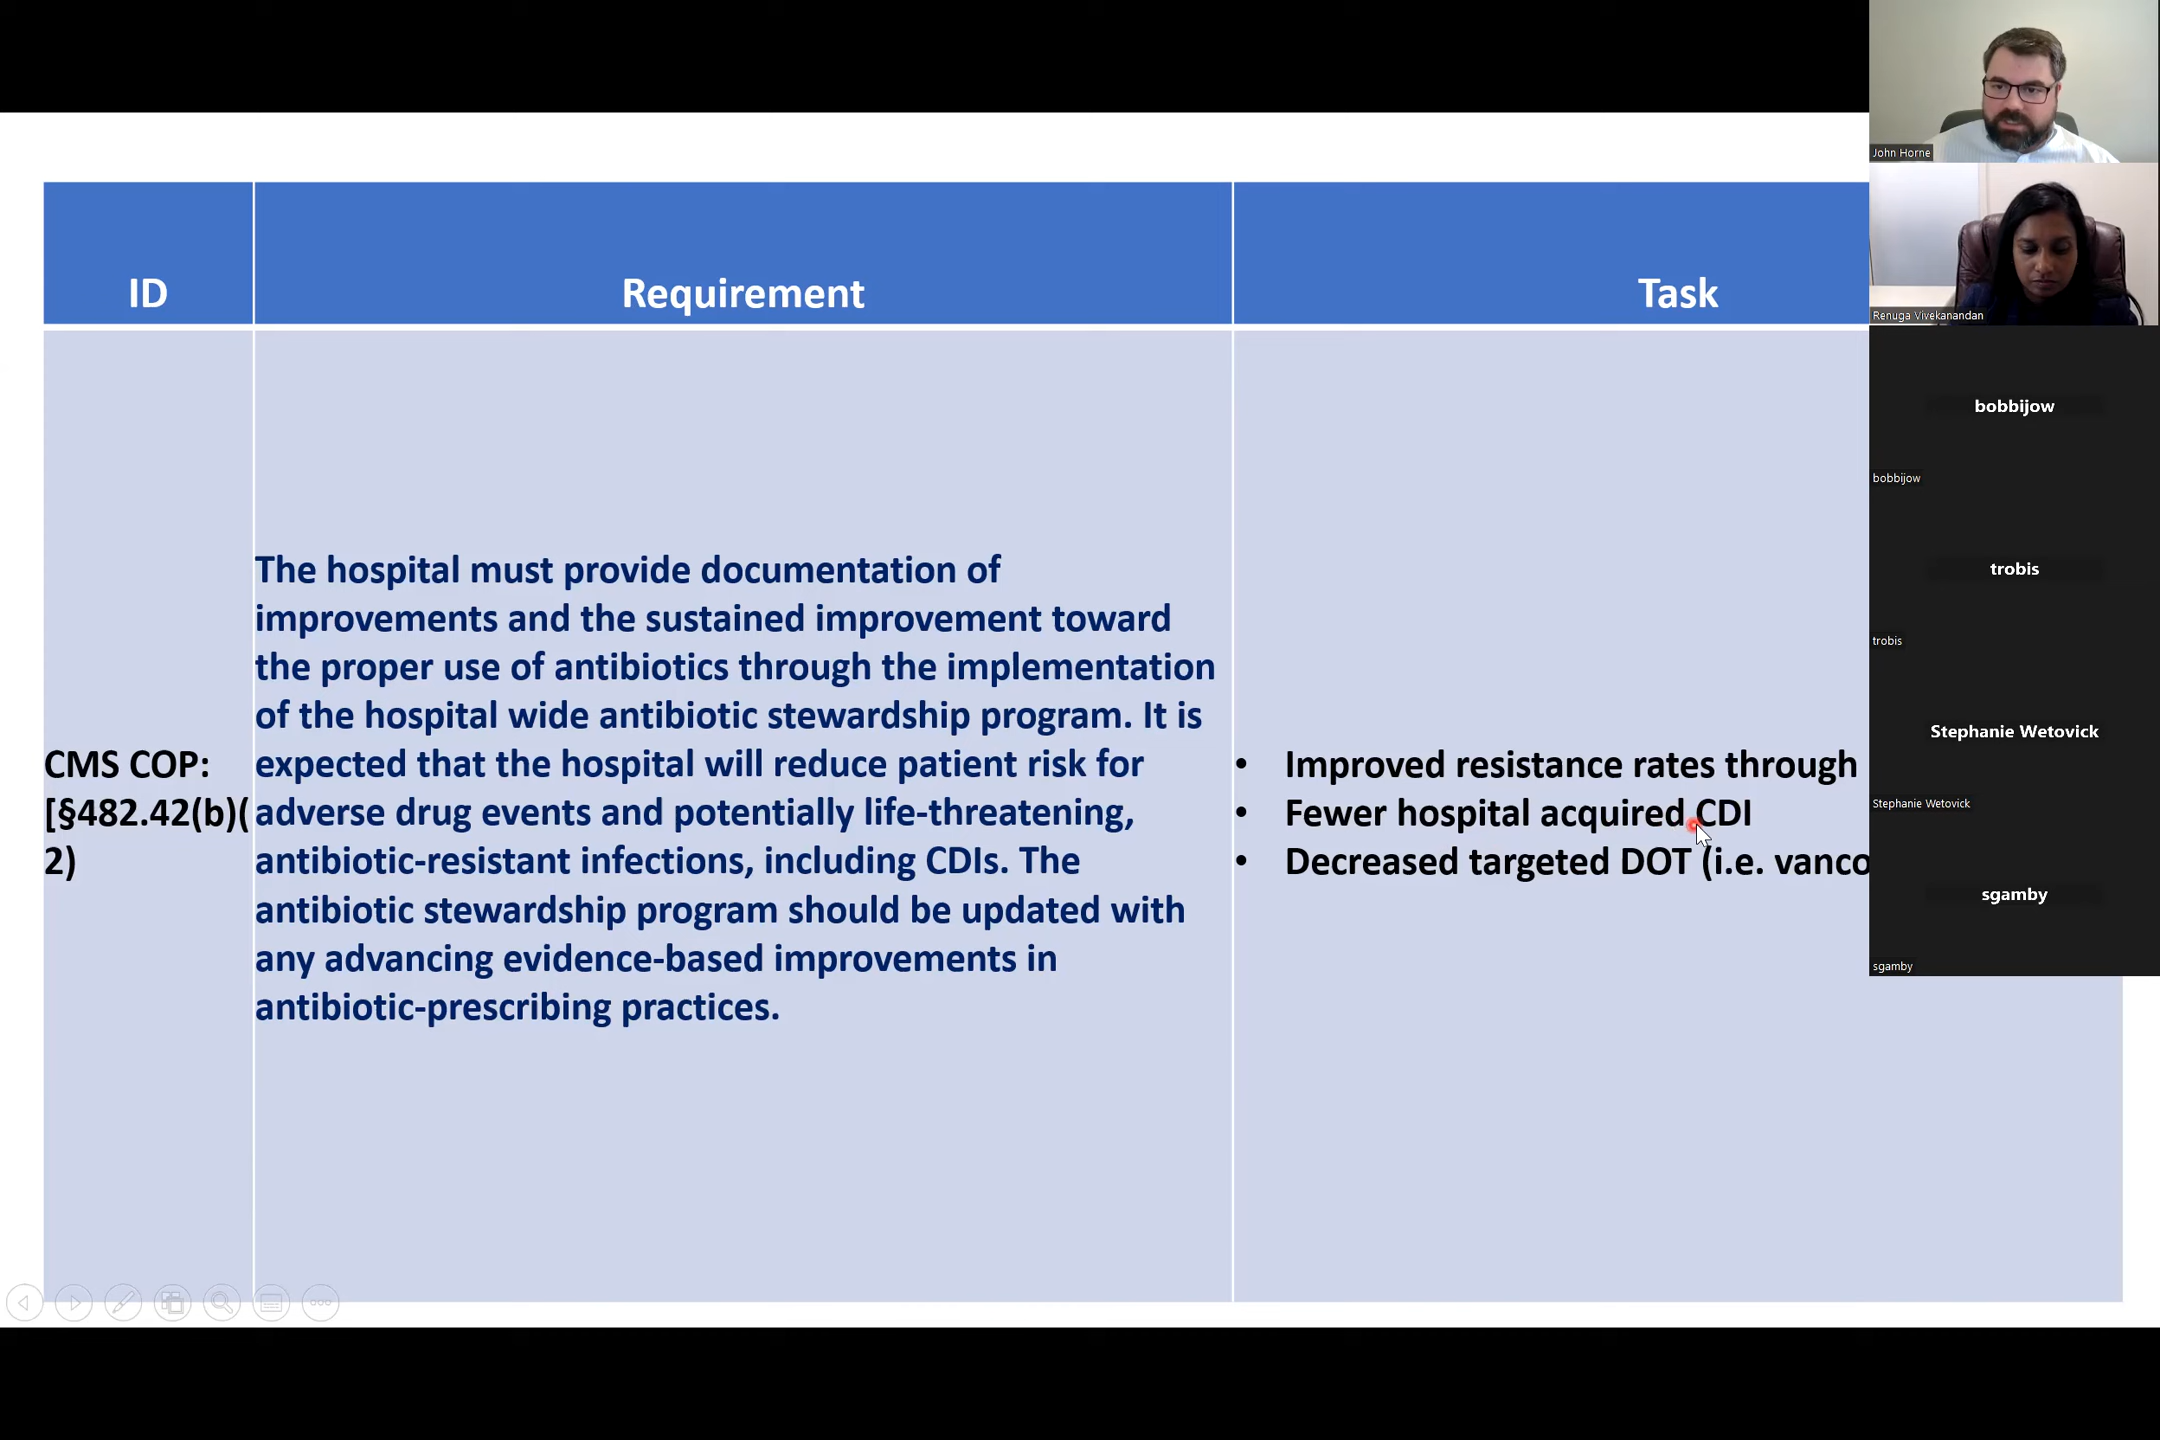 ID
Requirement
Task
CMS COP:
[§482.42(b)(
2)
The hospital must provide documentation of
improvements and the sustained improvement toward
the proper use of antibiotics through the implementation
of the hospital wide antibiotic stewardship program. It is
expected that the hospital will reduce patient risk for
adverse drug events and potentially life-threatening,
antibiotic-resistant infections, including CDIs. The
antibiotic stewardship program should be updated with
any advancing evidence-based improvements in
antibiotic-prescribing practices.
• Improved resistance rates through
• Fewer hospital acquired CDI
• Decreased targeted DOT (i.e. vanco
John Horne
Renuga Vivekanandan
bobbijow
bobbijow
trobis
trobis
Stephanie Wetovick
Stephanie Wetovick
sgamby
sgamby